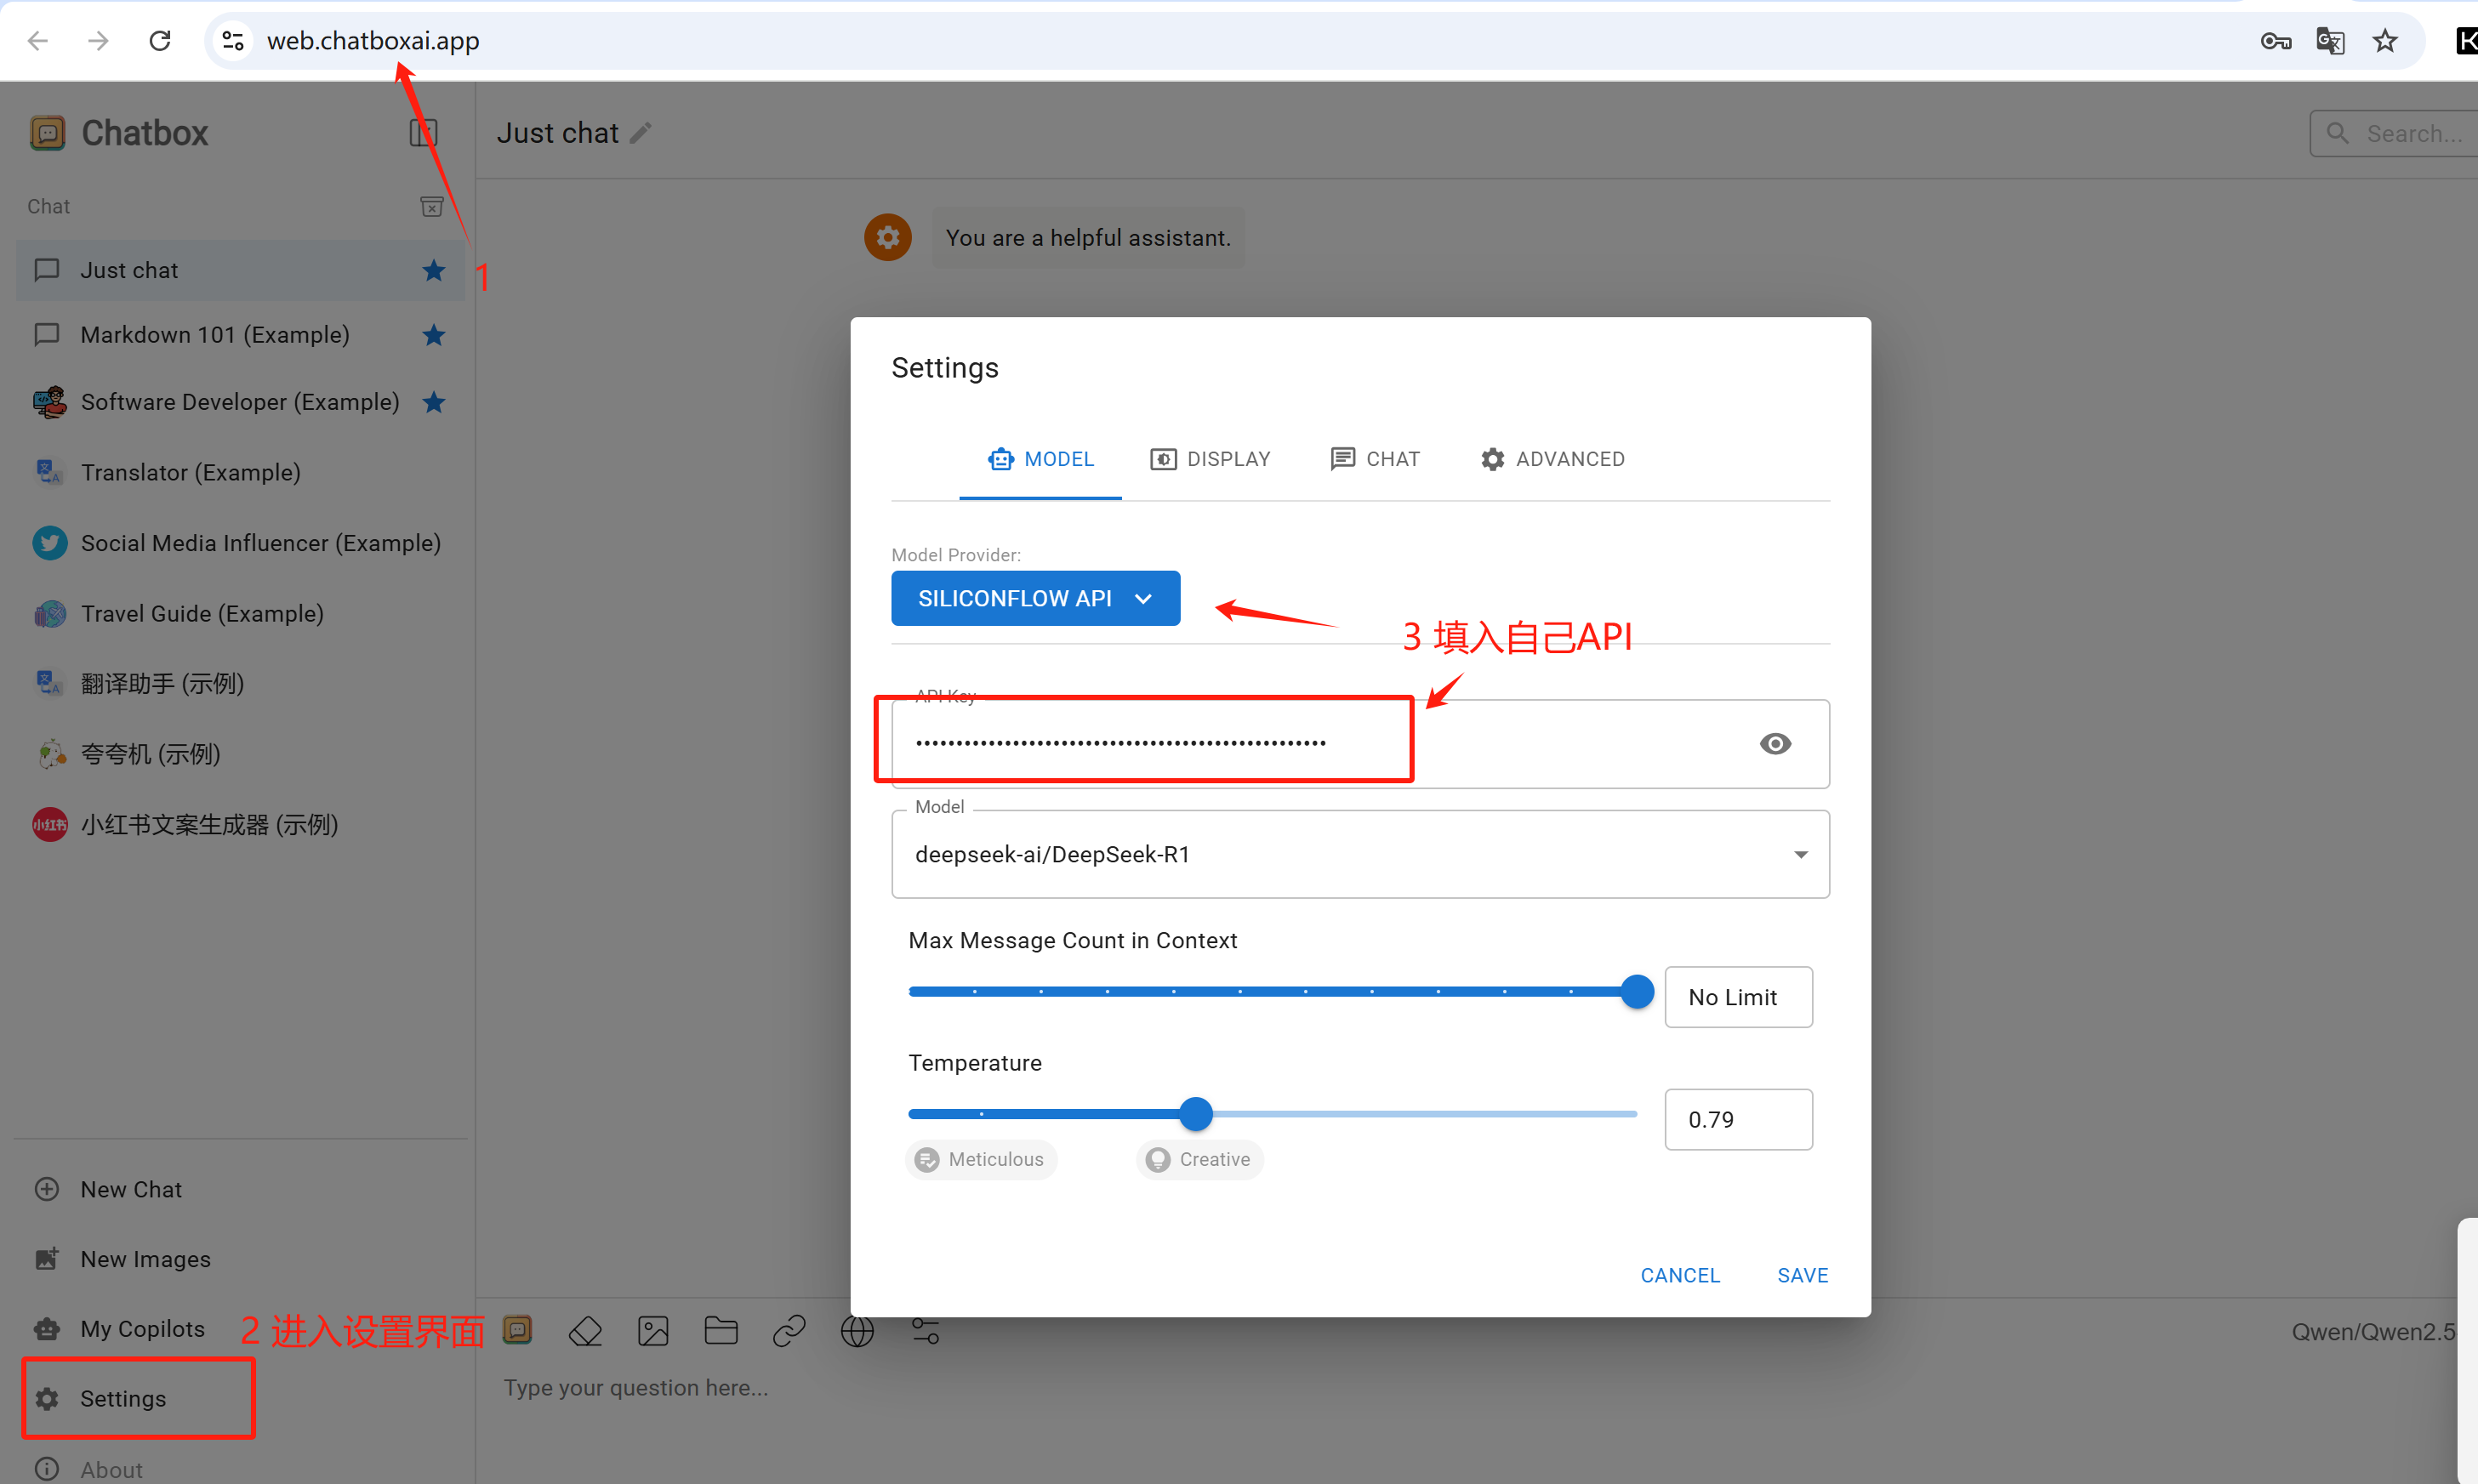 web.chatboxai.app
Chatbox
Just chat
Search...
Chat
You are a helpful assistant.
Just chat
1
Markdown 101 (Example)
Software Developer (Example)
Translator (Example)
Social Media Influencer (Example)
Travel Guide (Example)
翻译助手 (示例)
夸夸机 (示例)
小红书
小红书文案生成器 (示例)
Settings
MODEL
DISPLAY
CHAT
ADVANCED
Model Provider:
SILICONFLOW API
3 填入自己API
API Key
Model
deepseek-ai/DeepSeek-R1
Max Message Count in Context
No Limit
Temperature
0.79
Meticulous
Creative
CANCEL
SAVE
New Chat
New Images
My Copilots
2 进入设置界面
Settings
About
Qwen/Qwen2.5
Type your question here...